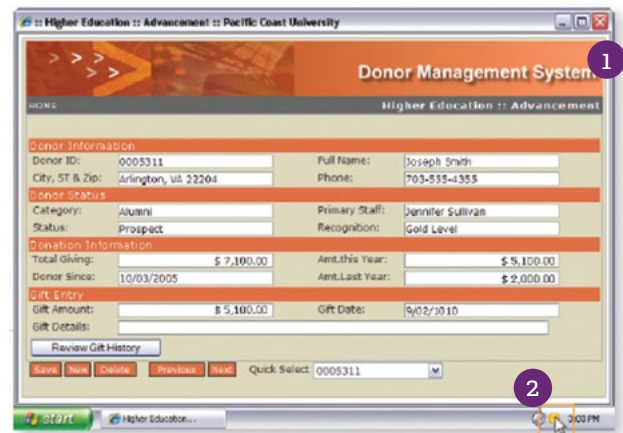 :: Higher Education :: Advancement :: Pacific Coast University
> > > > >
Donor Management System
1
HOME
Higher Education :: Advancement
Donor Information
Donor ID: 0005311 Full Name: Joseph Smith
City, ST & Zip: Arlington, VA 22204 Phone: 703-555-4355
Donor Status
Category: Alumni Primary Staff: Jennifer Sullivan
Status: Prospect Recognition: Gold Level
Donation Information
Total Giving: $ 7,100.00 Amt.this Year: $ 5,100.00
Donor Since: 10/03/2005 Amt.Last Year: $ 2,000.00
Gift Entry
Gift Amount: $ 5,100.00 Gift Date: 9/02/1010
Gift Details:
Review Gift History
Save New Delete Previous Next Quick Select 0005311
2
start Higher Education... 3:00 PM